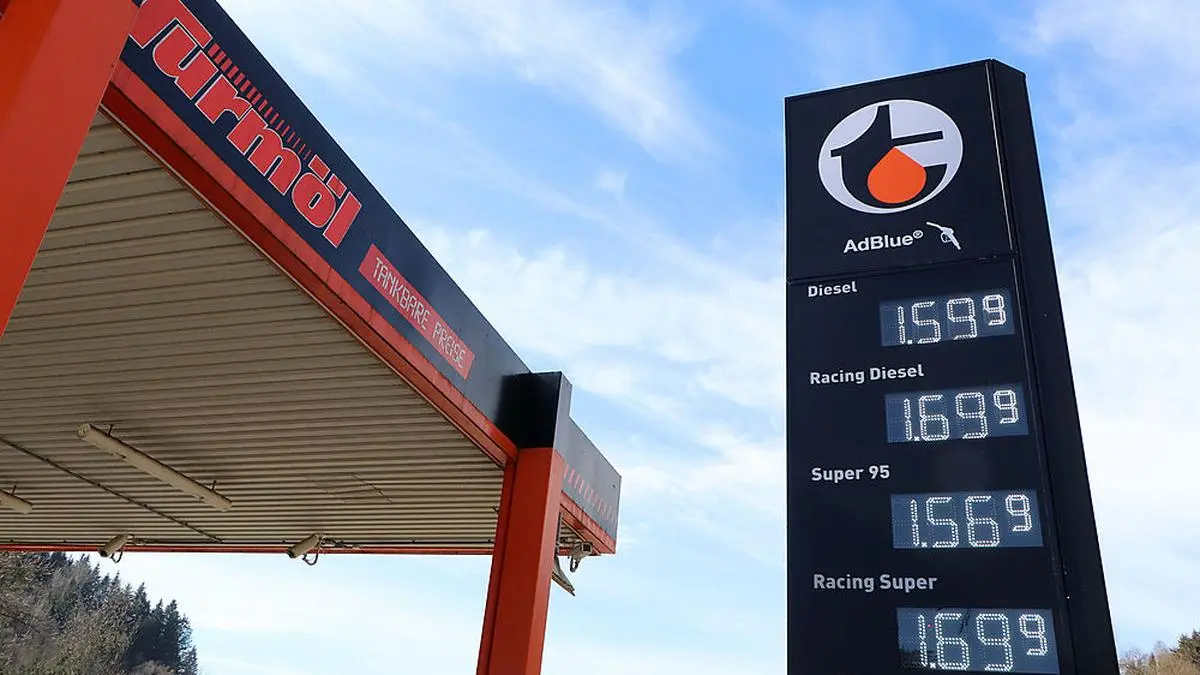 Turmöl
TANKBARE PREISE
AdBlue®
Diesel
1.599
Racing Diesel
1.699
Super 95
1.569
Racing Super
1.699